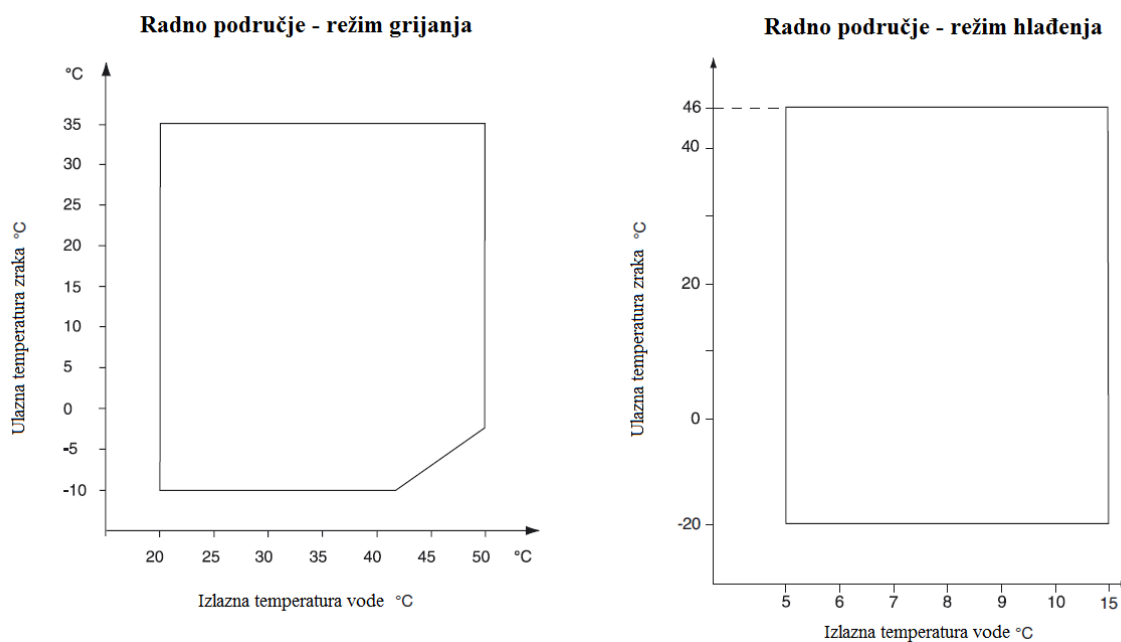 Radno područje - režim grijanja
°C
35
30
25
20
15
10
5
0
-5
-10
Ulazna temperatura zraka °C
20 25 30 35 40 45 50 °C
Izlazna temperatura vode °C
Radno područje - režim hlađenja
46
40
20
0
-20
Ulazna temperatura zraka °C
5 6 7 8 9 10 15
Izlazna temperatura vode °C